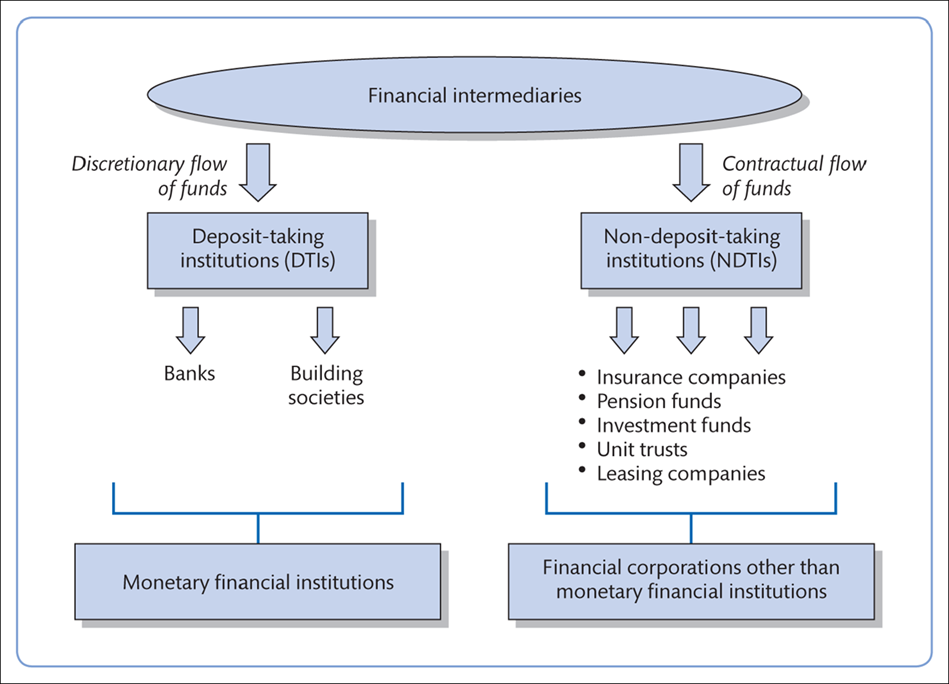 Financial intermediaries
Discretionary flow
of funds
Contractual flow
of funds
Deposit-taking
institutions (DTIs)
Non-deposit-taking
institutions (NDTIs)
Banks
Building
societies
• Insurance companies
• Pension funds
• Investment funds
• Unit trusts
• Leasing companies
Monetary financial institutions
Financial corporations other than
monetary financial institutions